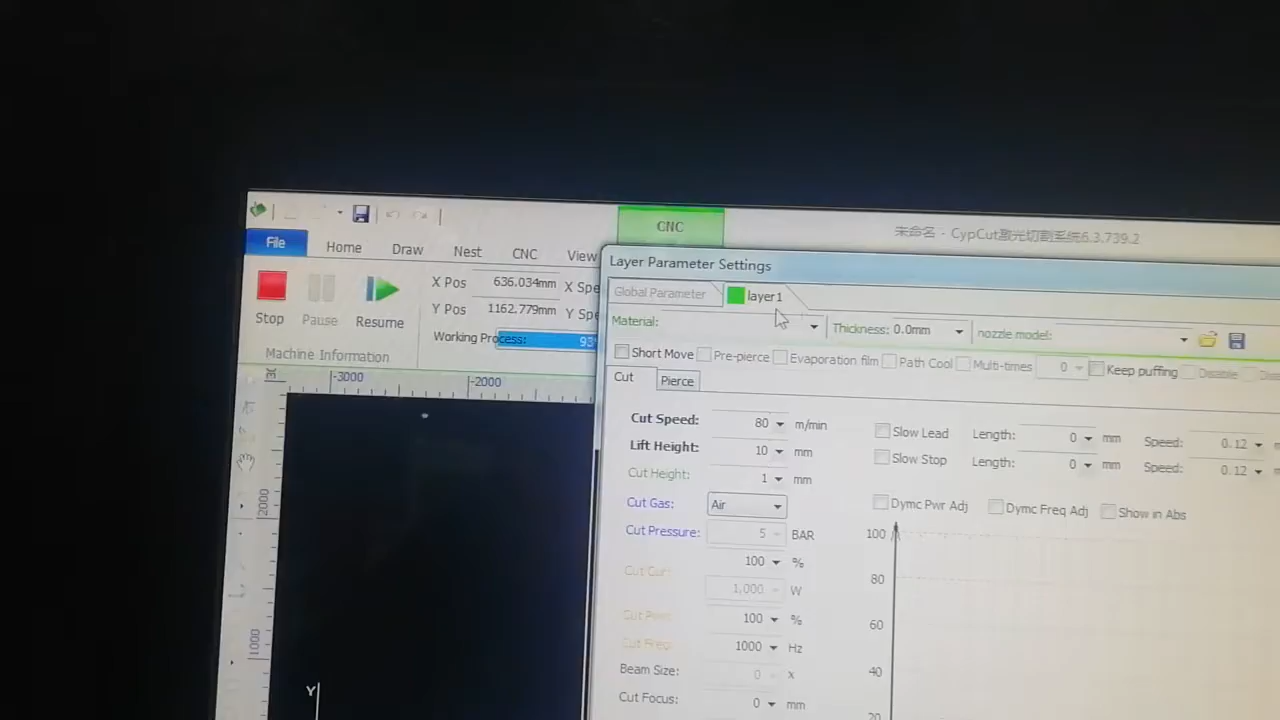 CNC
未命名 - CypCut激光切割系统6.3.739.2
File Home Draw Nest CNC View
Layer Parameter Settings
Stop Pause Resume
X Pos 636.034mm X Spe
Y Pos 1162.779mm Y Spe
Working Process: 93
Machine Information
Global Parameter layer1
Material: Thickness: 0.0mm nozzle model:
Short Move Pre-pierce Evaporation film Path Cool Multi-times 0 Keep puffing Disable
Cut Pierce
-3000 -2000
2000
1000
Y
Cut Speed: 80 m/min Slow Lead Length: 0 mm Speed: 0.12
Lift Height: 10 mm Slow Stop Length: 0 mm Speed: 0.12
Cut Height: 1 mm
Cut Gas: Air Dymc Pwr Adj Dymc Freq Adj Show in Abs
Cut Pressure: 5 BAR
100 %
1,000 W
100 %
1000 Hz
Beam Size: 0 x
Cut Focus: 0 mm
100
80
60
40
20